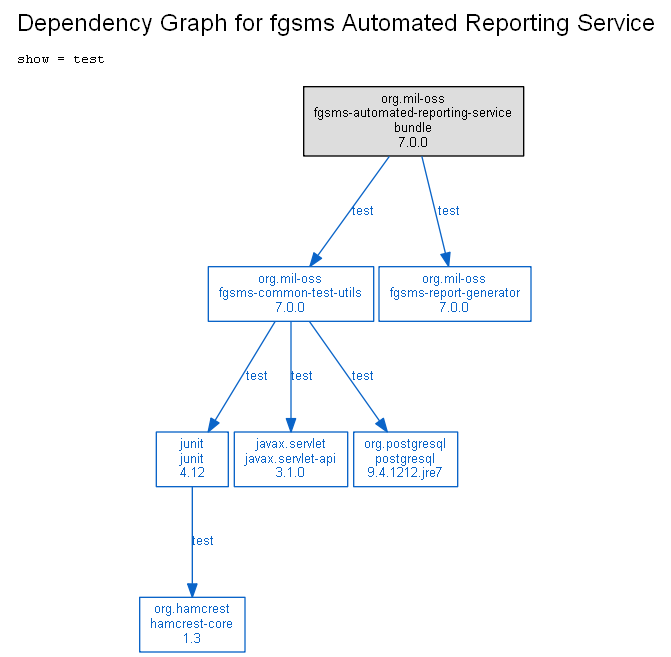 Dependency Graph for fgsms Automated Reporting Service
show = test
org.mil-oss
fgsms-automated-reporting-service
bundle
7.0.0
test
test
org.mil-oss
fgsms-common-test-utils
7.0.0
org.mil-oss
fgsms-report-generator
7.0.0
test
test
test
junit
junit
4.12
javax.servlet
javax.servlet-api
3.1.0
org.postgresql
postgresql
9.4.1212.jre7
test
org.hamcrest
hamcrest-core
1.3